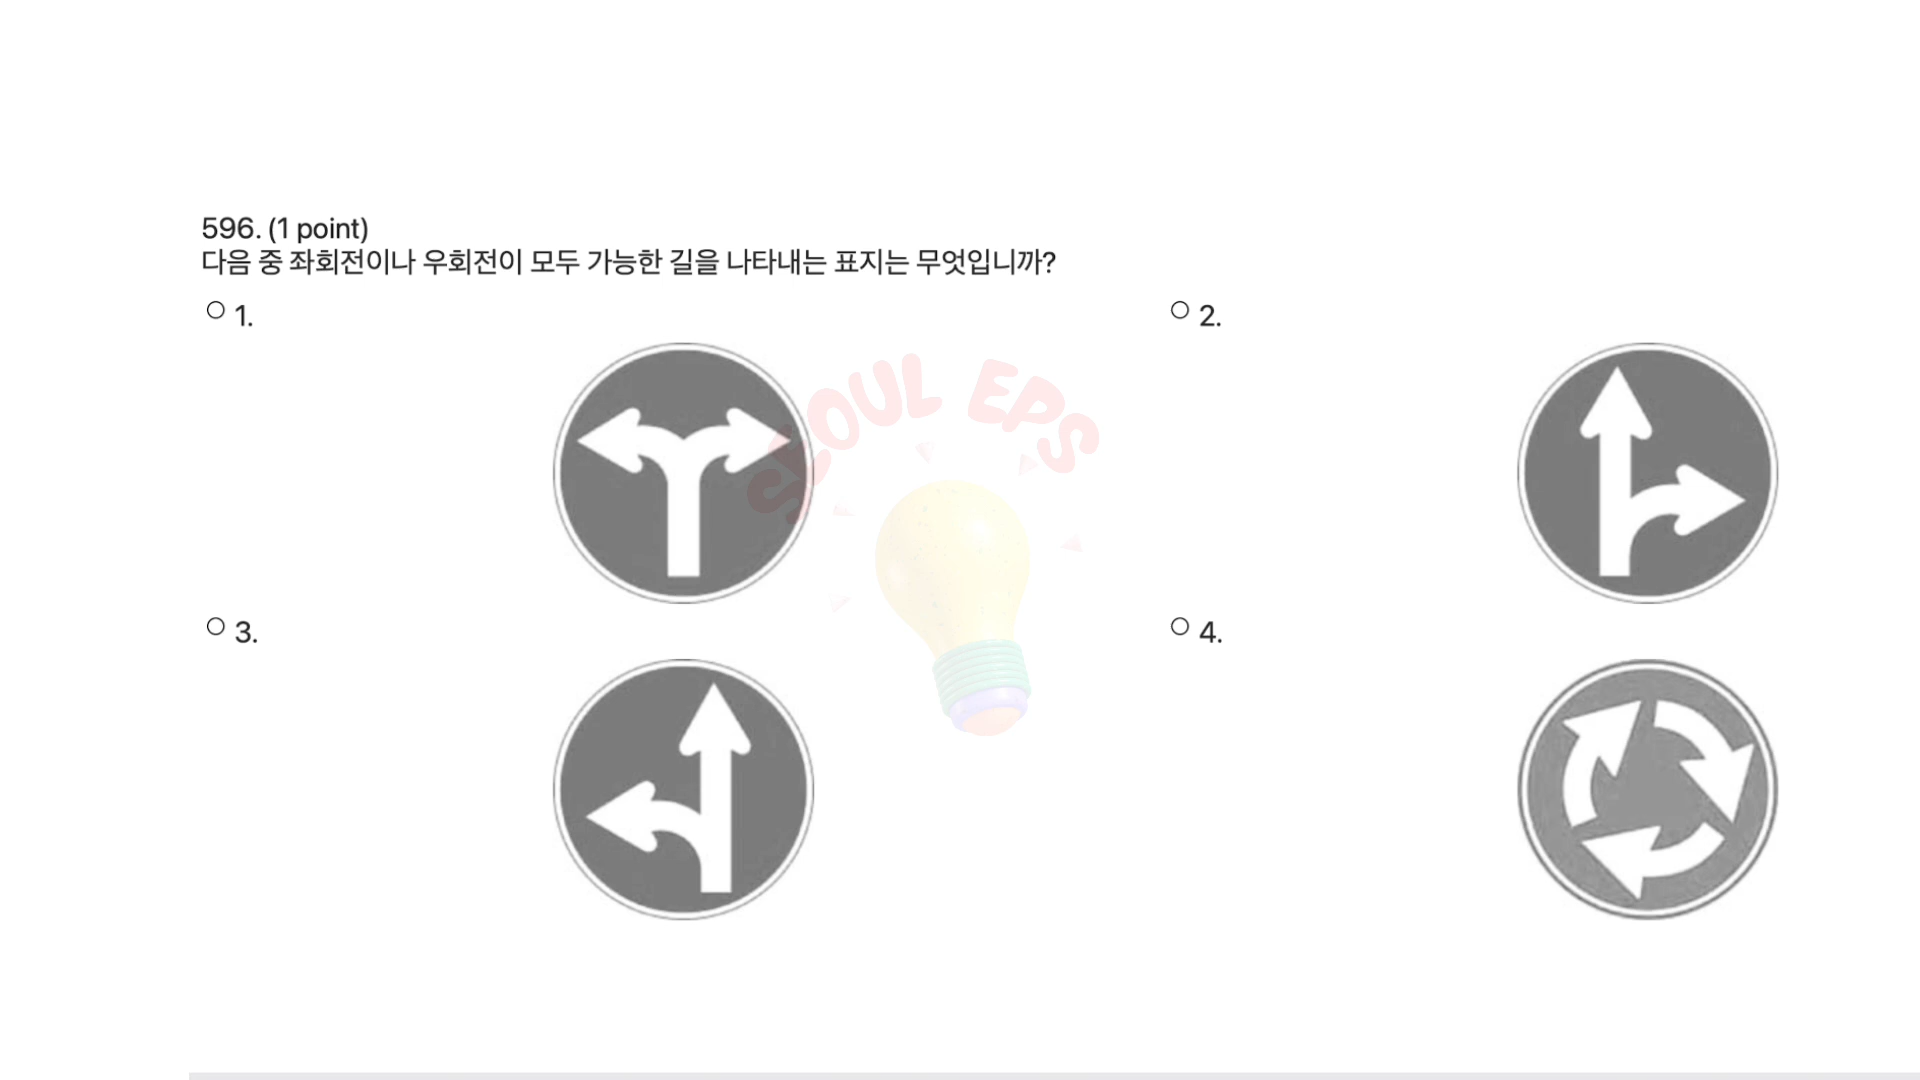 596. (1 point)
다음 중 좌회전이나 우회전이 모두 가능한 길을 나타내는 표지는 무엇입니까?
1.
2.
SEOUL EPS
3.
4.